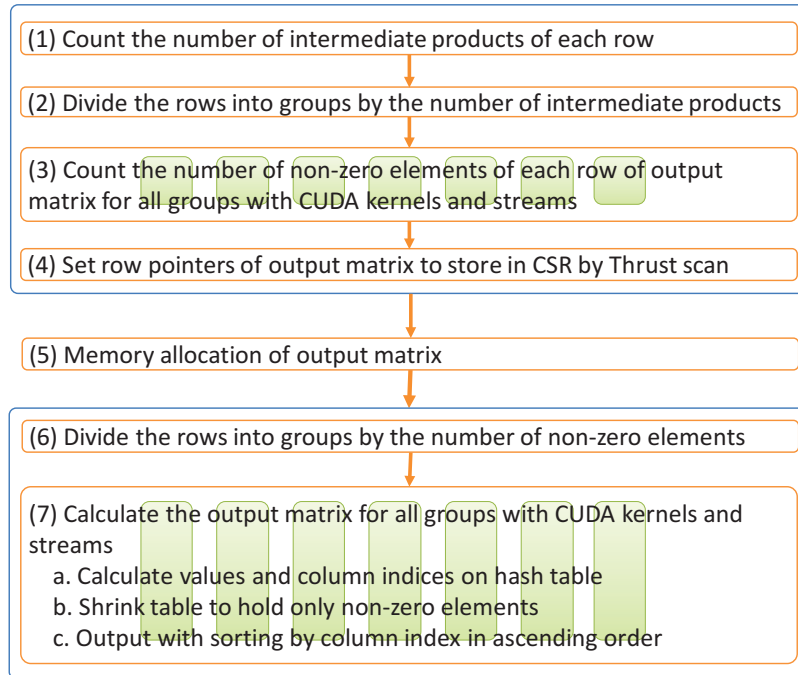 (1) Count the number of intermediate products of each row
(2) Divide the rows into groups by the number of intermediate products
(3) Count the number of non-zero elements of each row of output
matrix for all groups with CUDA kernels and streams
(4) Set row pointers of output matrix to store in CSR by Thrust scan
(5) Memory allocation of output matrix
(6) Divide the rows into groups by the number of non-zero elements
(7) Calculate the output matrix for all groups with CUDA kernels and
streams
a. Calculate values and column indices on hash table
b. Shrink table to hold only non-zero elements
c. Output with sorting by column index in ascending order